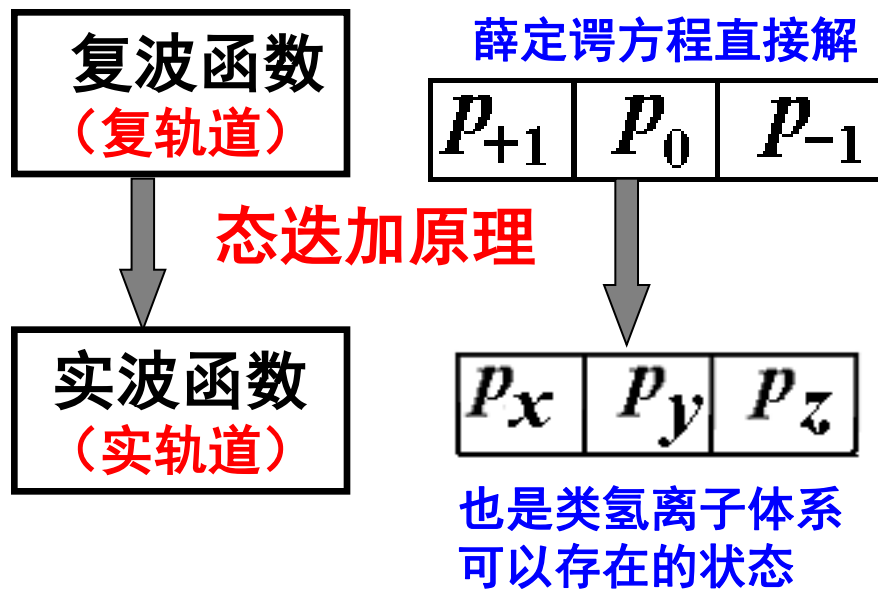 复波函数
（复轨道）
薛定谔方程直接解
p+1 p0 p-1
态迭加原理
实波函数
（实轨道）
px py pz
也是类氢离子体系
可以存在的状态